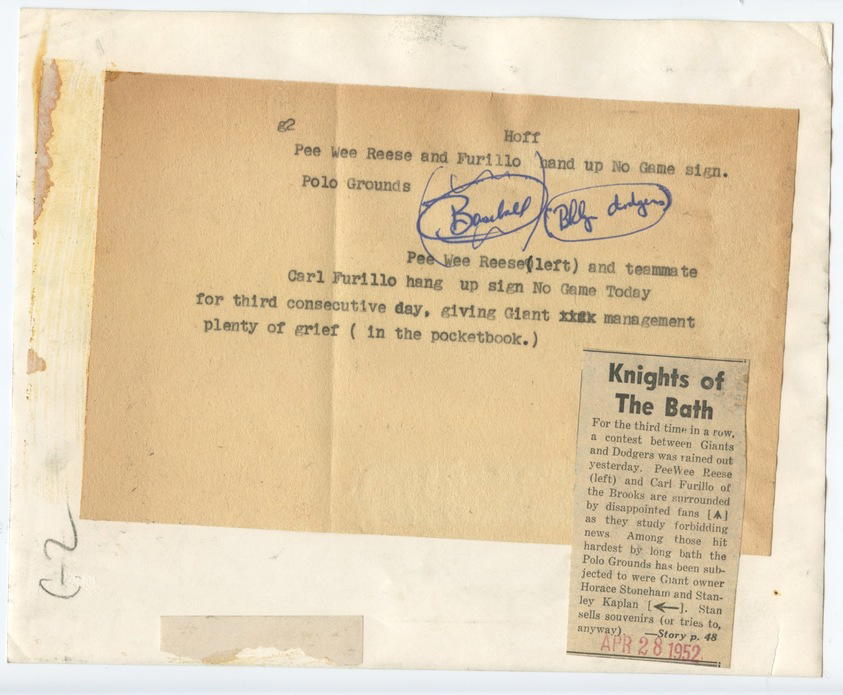 g2
Hoff
Pee Wee Reese and Furillo hand up No Game sign.
Polo Grounds
Baseball
Bklyn dodgers
Pee Wee Reese(left) and teammate
Carl Furillo hang up sign No Game Today
for third consecutive day, giving Giant management
plenty of grief ( in the pocketbook.)
Knights of
The Bath
For the third time in a row,
a contest between Giants
and Dodgers was rained out
yesterday. PeeWee Reese
(left) and Carl Furillo of
the Brooks are surrounded
by disappointed fans [↑]
as they study forbidding
news Among those hit
hardest by long bath the
Polo Grounds has been sub-
jected to were Giant owner
Horace Stoneham and Stan-
ley Kaplan [←]. Stan
sells souvenirs (or tries to,
anyway) —Story p. 48
APR 28 1952